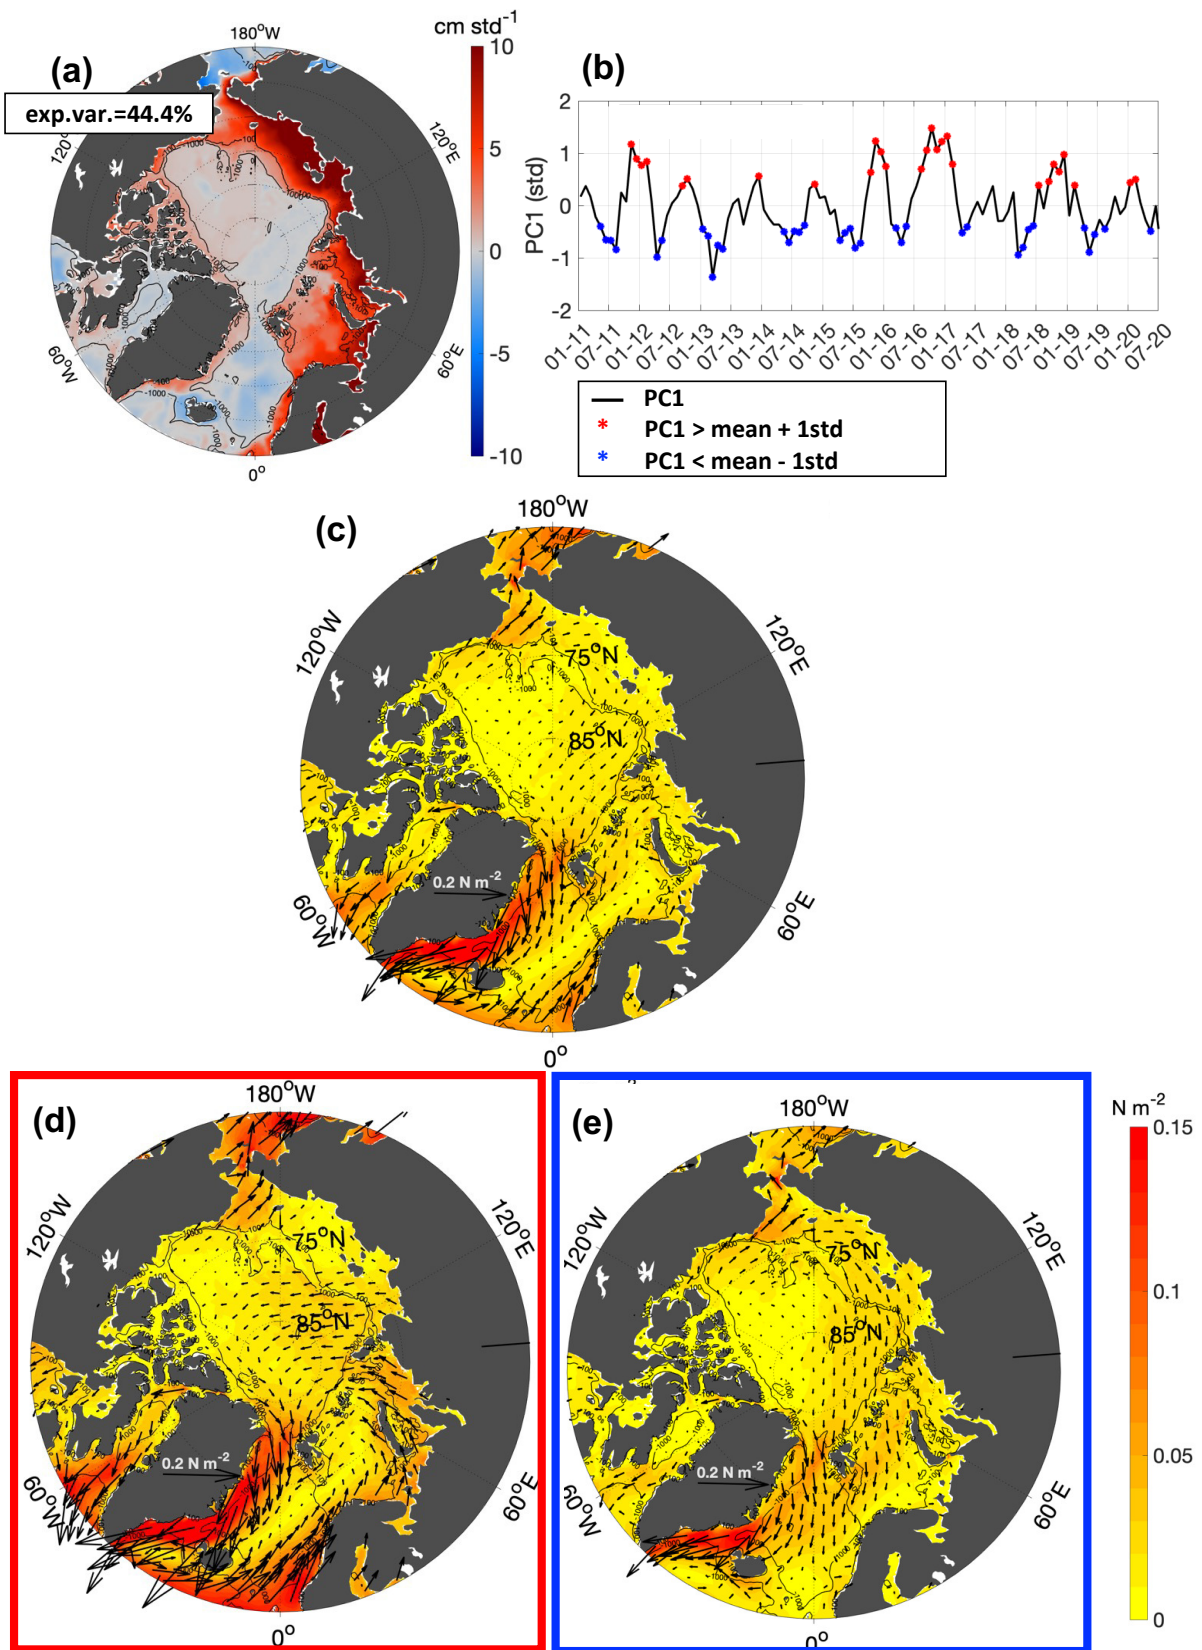 (a)
180°W
cm std⁻¹
10
5
0
-5
-10
exp.var.=44.4%
120°W
120°E
60°W
60°E
0°
(b)
PC1 (std)
2
1
0
-1
-2
01-11
07-11
01-12
07-12
01-13
07-13
01-14
07-14
01-15
07-15
01-16
07-16
01-17
07-17
01-18
07-18
01-19
07-19
01-20
07-20
PC1
* PC1 > mean + 1std
* PC1 < mean - 1std
(c)
180°W
120°W
120°E
75°N
85°N
0.2 N m⁻²
60°W
60°E
0°
(d)
180°W
120°W
120°E
75°N
85°N
0.2 N m⁻²
60°W
60°E
0°
(e)
180°W
120°W
120°E
75°N
85°N
0.2 N m⁻²
60°W
60°E
0°
N m⁻²
0.15
0.1
0.05
0